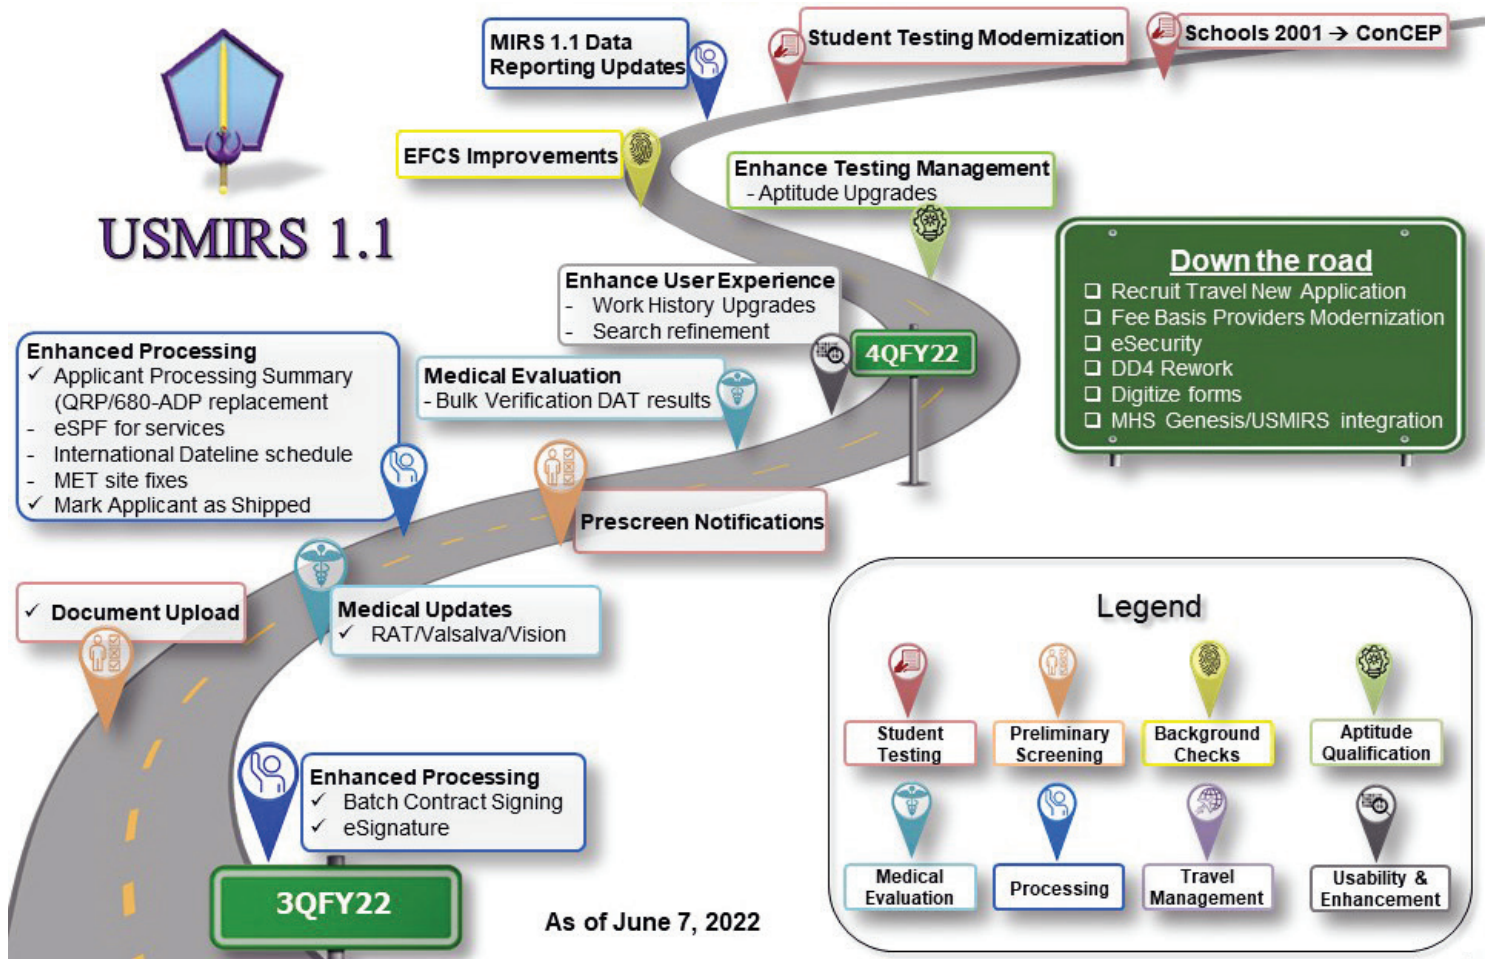 USMIRS 1.1
MIRS 1.1 Data
Reporting Updates
Student Testing Modernization
Schools 2001 → ConCEP
EFCS Improvements
Enhance Testing Management
- Aptitude Upgrades
Enhance User Experience
- Work History Upgrades
- Search refinement
4QFY22
Down the road
❑ Recruit Travel New Application
❑ Fee Basis Providers Modernization
❑ eSecurity
❑ DD4 Rework
❑ Digitize forms
❑ MHS Genesis/USMIRS integration
Enhanced Processing
✓ Applicant Processing Summary
(QRP/680-ADP replacement
- eSPF for services
- International Dateline schedule
- MET site fixes
✓ Mark Applicant as Shipped
Medical Evaluation
- Bulk Verification DAT results
Prescreen Notifications
✓ Document Upload
Medical Updates
✓ RAT/Valsalva/Vision
Enhanced Processing
✓ Batch Contract Signing
✓ eSignature
3QFY22
As of June 7, 2022
Legend
Student
Testing
Preliminary
Screening
Background
Checks
Aptitude
Qualification
Medical
Evaluation
Processing
Travel
Management
Usability &
Enhancement